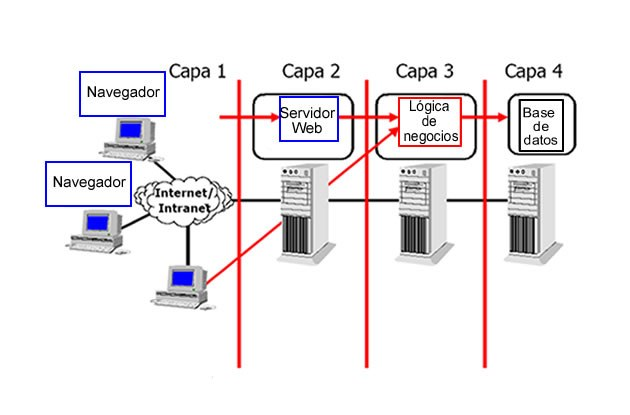 Capa 1
Capa 2
Capa 3
Capa 4
Navegador
Servidor
Web
Lógica
de
negocios
Base
de
datos
Navegador
Internet/
Intranet